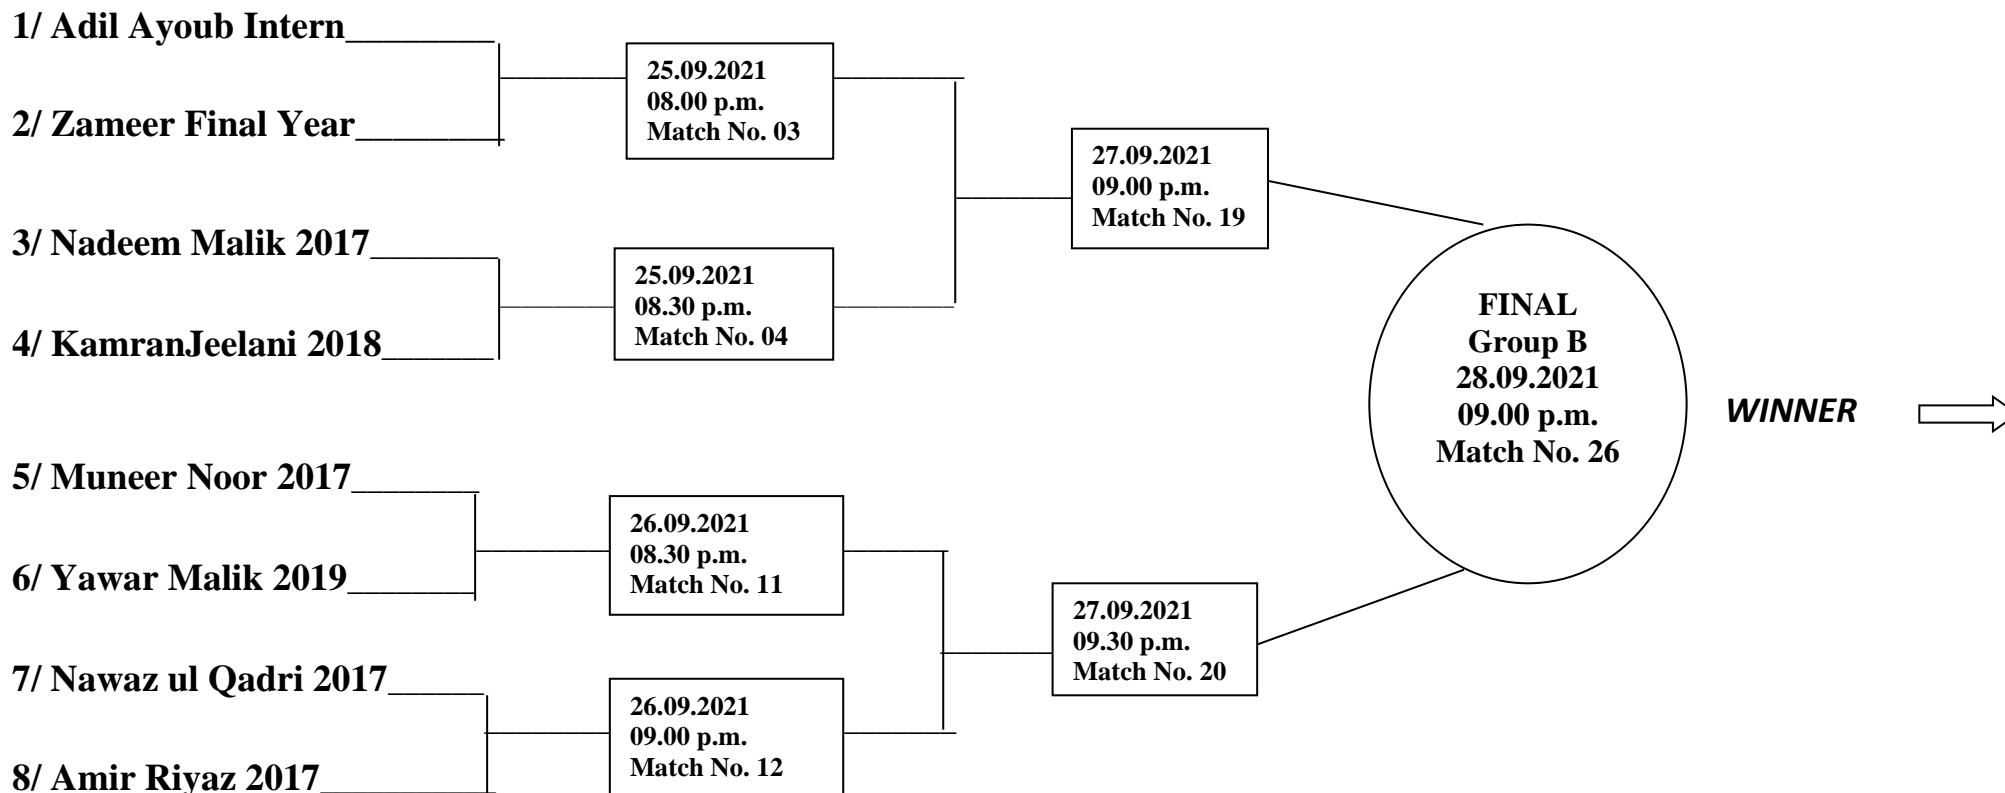 1/ Adil Ayoub Intern________
2/ Zameer Final Year________
3/ Nadeem Malik 2017_______
4/ KamranJeelani 2018______
5/ Muneer Noor 2017_______
6/ Yawar Malik 2019_______
7/ Nawaz ul Qadri 2017_____
8/ Amir Riyaz 2017_________
25.09.2021
08.00 p.m.
Match No. 03
25.09.2021
08.30 p.m.
Match No. 04
26.09.2021
08.30 p.m.
Match No. 11
26.09.2021
09.00 p.m.
Match No. 12
27.09.2021
09.00 p.m.
Match No. 19
27.09.2021
09.30 p.m.
Match No. 20
FINAL
Group B
28.09.2021
09.00 p.m.
Match No. 26
WINNER